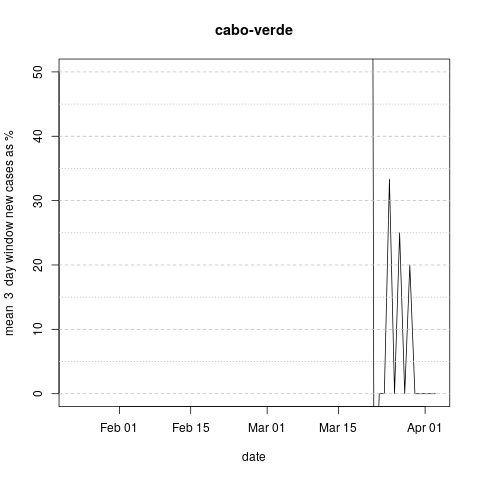 cabo-verde
mean  3  day window new cases as %
50
40
30
20
10
0
Feb 01
Feb 15
Mar 01
Mar 15
Apr 01
date